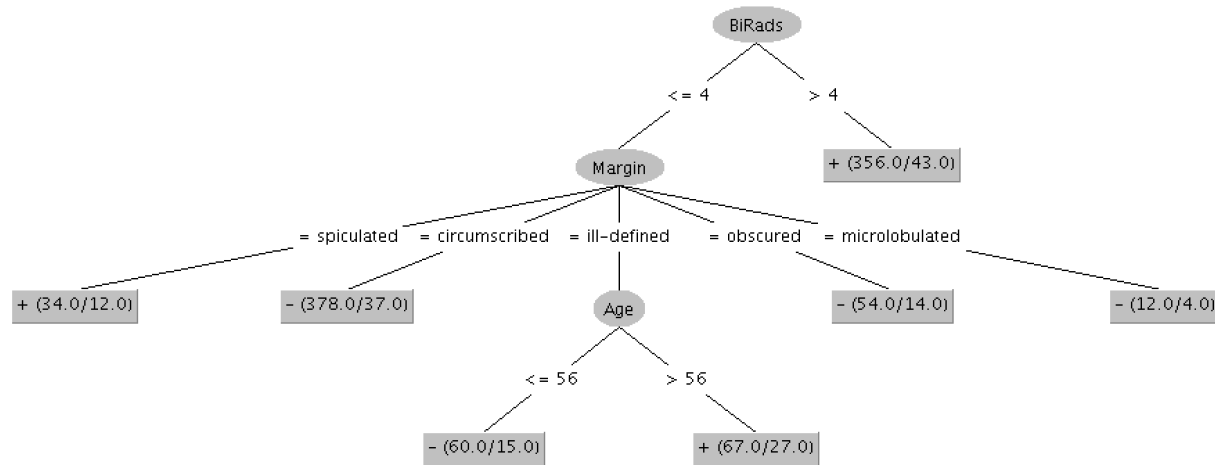 BiRads
<= 4
> 4
Margin
+ (356.0/43.0)
= spiculated
= circumscribed
= ill-defined
= obscured
= microlobulated
+ (34.0/12.0)
- (378.0/37.0)
Age
- (54.0/14.0)
- (12.0/4.0)
<= 56
> 56
- (60.0/15.0)
+ (67.0/27.0)